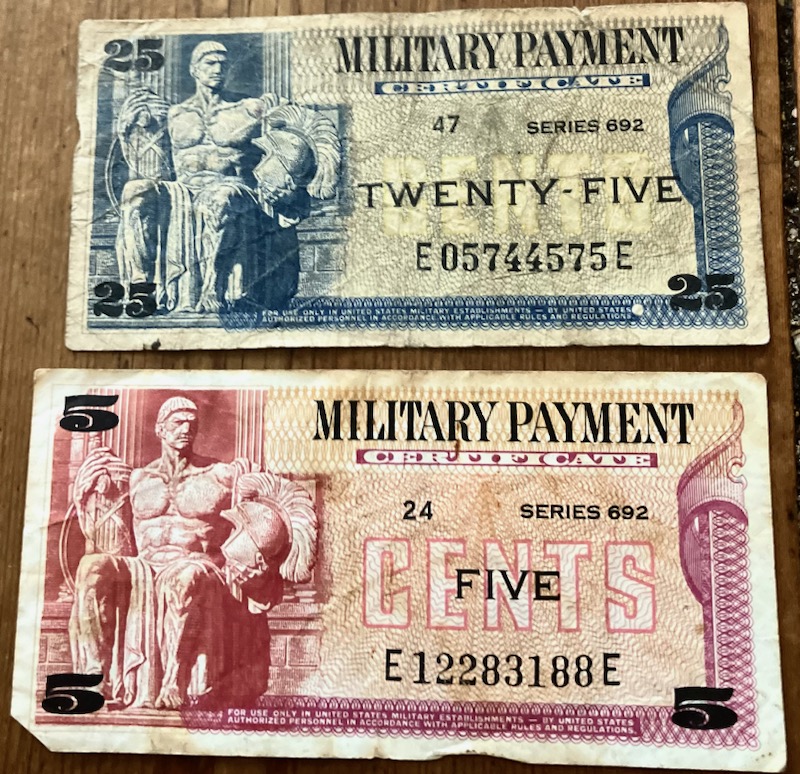 25
MILITARY PAYMENT
CERTIFICATE
47 SERIES 692
CENTS
TWENTY-FIVE
E05744575E
25 25
FOR USE ONLY IN UNITED STATES MILITARY ESTABLISHMENTS — BY UNITED STATES
AUTHORIZED PERSONNEL IN ACCORDANCE WITH APPLICABLE RULES AND REGULATIONS.
5
MILITARY PAYMENT
CERTIFICATE
24 SERIES 692
CENTS
FIVE
E12283188E
5 5
FOR USE ONLY IN UNITED STATES MILITARY ESTABLISHMENTS — BY UNITED STATES
AUTHORIZED PERSONNEL IN ACCORDANCE WITH APPLICABLE RULES AND REGULATIONS.